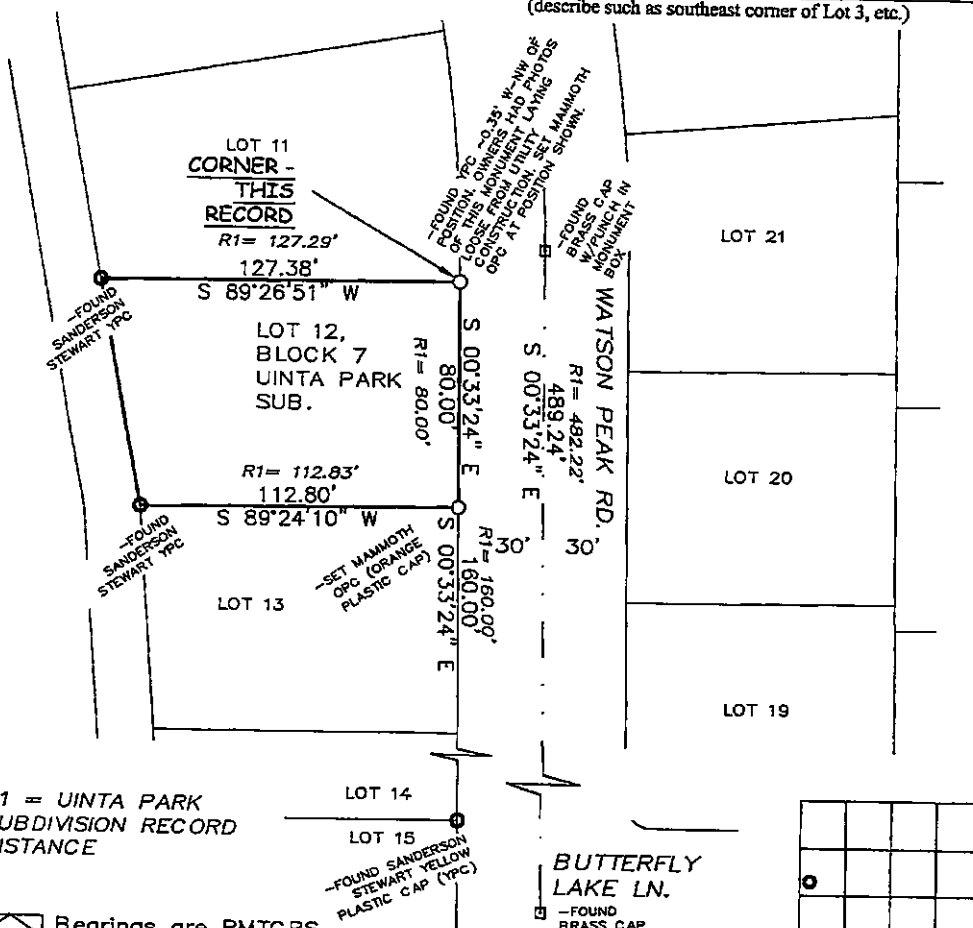 (describe such as southeast corner of Lot 3, etc.)
LOT 11
CORNER -
THIS
RECORD
R1= 127.29'
127.38'
S 89°26'51" W
-FOUND
SANDERSON
STEWART YPC
-FOUND YPC ~0.35' W-NW OF
POSITION. OWNERS HAD PHOTOS
OF THIS MONUMENT LAYING
LOOSE FROM UTILITY
CONSTRUCTION. SET MAMMOTH
OPC AT POSITION SHOWN.
-FOUND
BRASS CAP
W/PUNCH IN
MONUMENT
BOX
LOT 21
LOT 12,
BLOCK 7
UINTA PARK
SUB.
R1= 80.00'
80.00'
S 00°33'24" E
S 00°33'24" E
489.24'
R1= 482.22'
WATSON PEAK RD.
R1= 112.83'
112.80'
S 89°24'10" W
-FOUND
SANDERSON
STEWART YPC
LOT 20
-SET MAMMOTH
OPC (ORANGE
PLASTIC CAP)
S 00°33'24" E
160.00'
R1= 160.00'
30'
30'
LOT 13
LOT 19
1 = UINTA PARK
UBDIVISION RECORD
ISTANCE
LOT 14
LOT 15
-FOUND SANDERSON
STEWART YELLOW
PLASTIC CAP (YPC)
BUTTERFLY
LAKE LN.
-FOUND
BRASS CAP